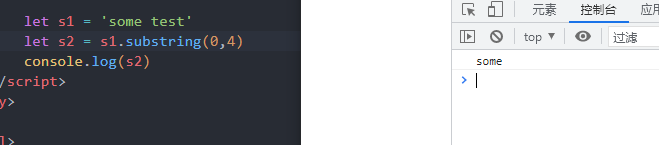 let s1 = 'some test'
let s2 = s1.substring(0,4)
console.log(s2)
/script>
y>
l>
元素 控制台 应用
top 过滤
some